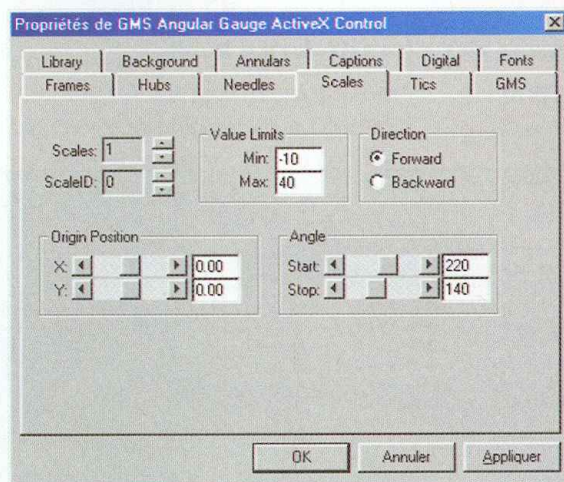 Propriétés de GMS Angular Gauge ActiveX Control
Library Background Annulars Captions Digital Fonts
Frames Hubs Needles Scales Tics GMS
Scales: 1
ScaleID: 0
Value Limits
Min: -10
Max: 40
Direction
Forward
Backward
Origin Position
X: 0.00
Y: 0.00
Angle
Start: 220
Stop: 140
OK Annuler Appliquer